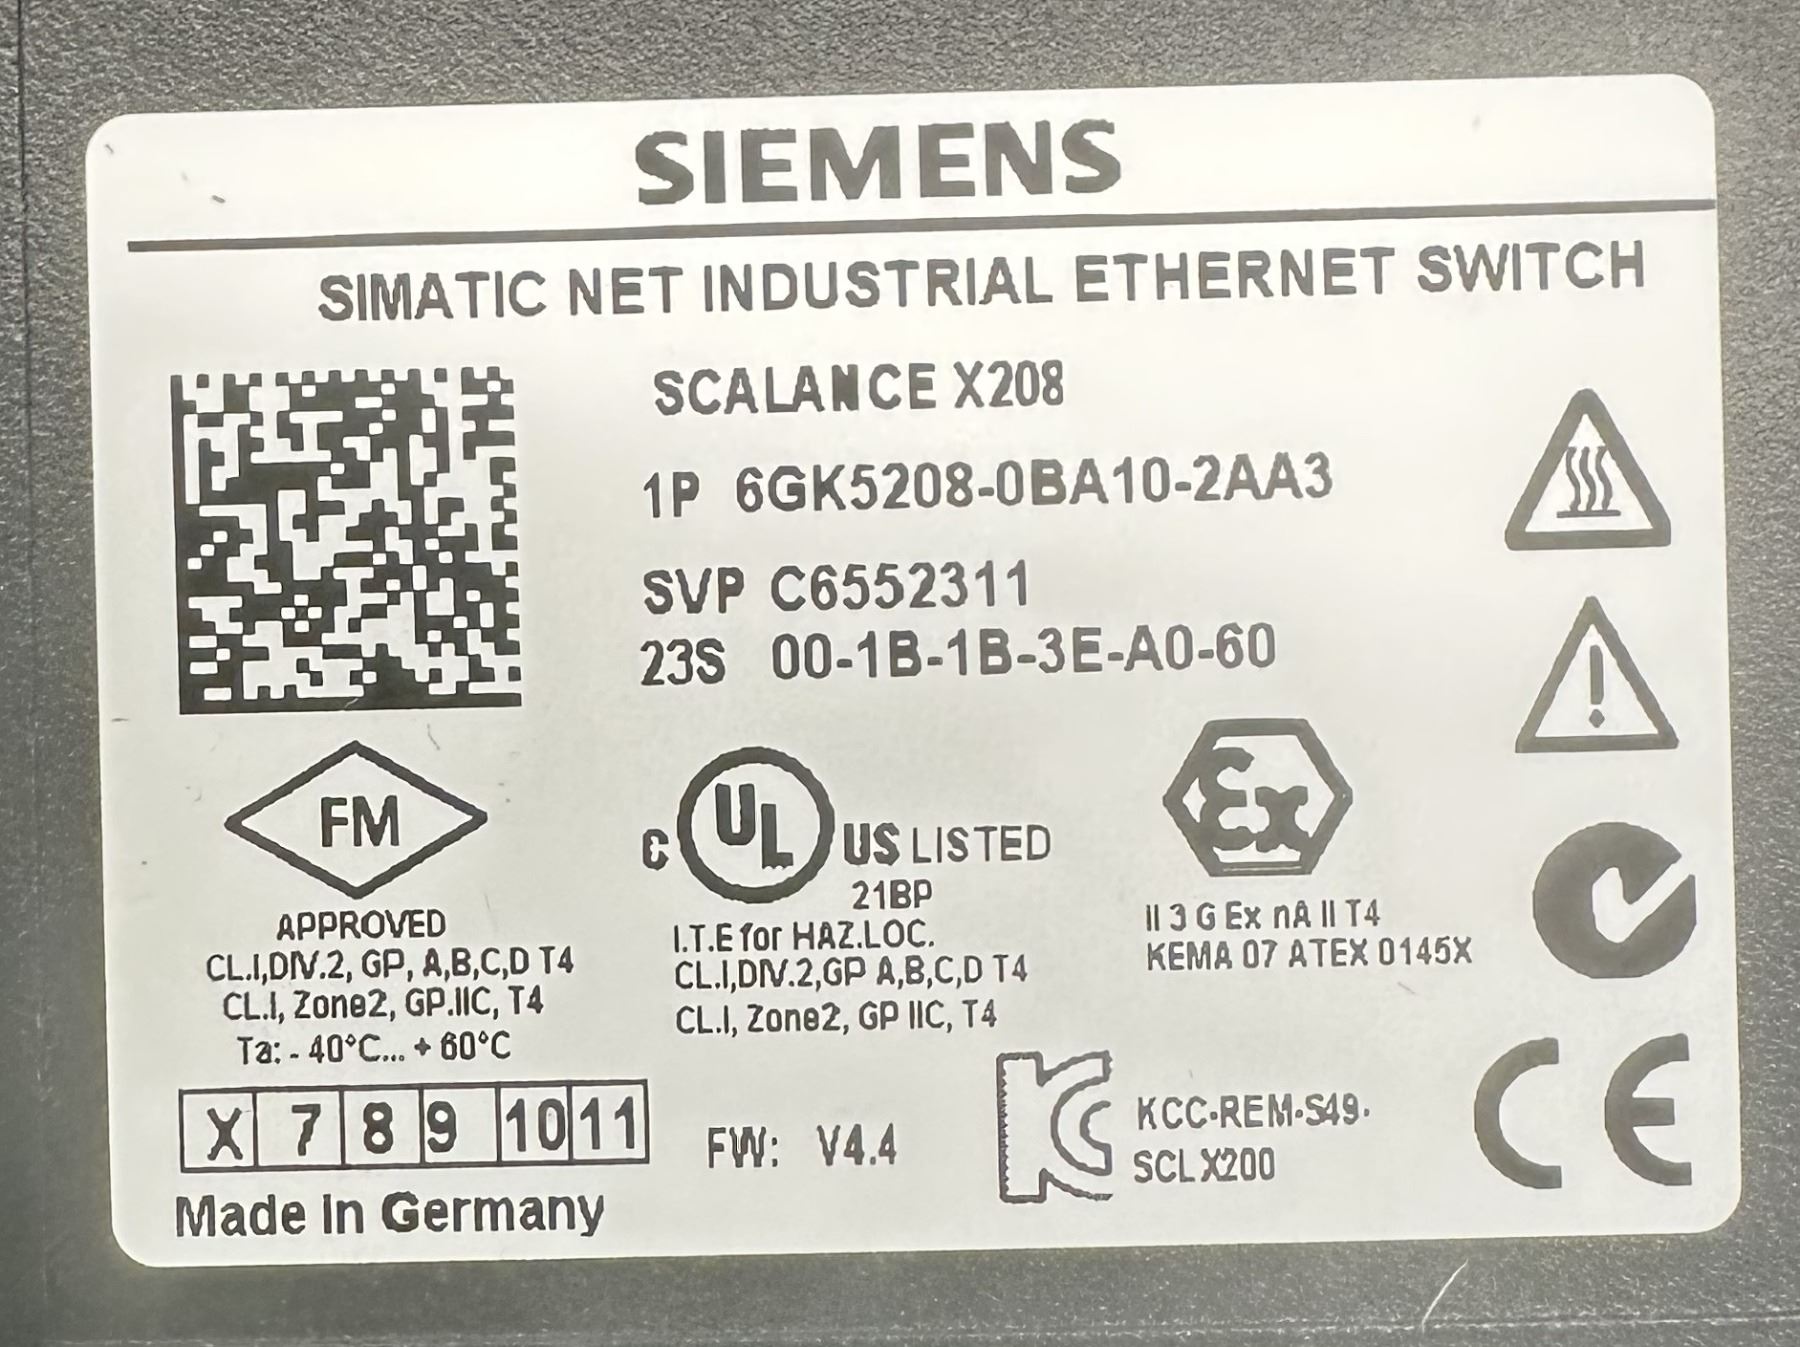 SIEMENS
SIMATIC NET INDUSTRIAL ETHERNET SWITCH
SCALANCE X208
1P 6GK5208-0BA10-2AA3
SVP C6552311
23S 00-1B-1B-3E-A0-60
FM
APPROVED
CL.I,DIV.2, GP, A,B,C,D T4
CL.I, Zone2, GP.IIC, T4
Ta: - 40°C... + 60°C
C UL US LISTED
21BP
I.T.E for HAZ.LOC.
CL.I,DIV.2,GP A,B,C,D T4
CL.I, Zone2, GP IIC, T4
Ex
II 3 G Ex nA II T4
KEMA 07 ATEX 0145X
X 7 8 9 10 11
FW: V4.4
KC
KCC-REM-S49-
SCLX200
CE
Made In Germany